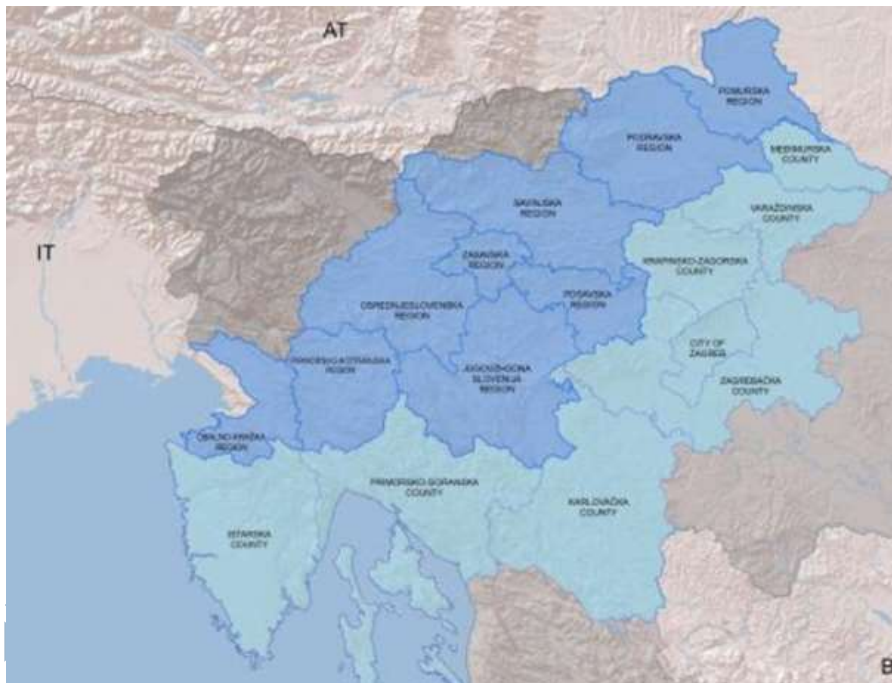 AT
POMURSKA
REGION
PODRAVSKA
REGION
MEĐIMURSKA
COUNTY
SAVINJSKA
REGION
VARAŽDINSKA
COUNTY
IT
ZASAVSKA
REGION
KRAPINSKO-ZAGORSKA
COUNTY
OSREDNJESLOVENSKA
REGION
POSAVSKA
REGION
CITY OF
ZAGREB
PRIMORSKO-NOTRANJSKA
REGION
JUGOVZHODNA
SLOVENIJA
REGION
ZAGREBAČKA
COUNTY
OBALNO-KRAŠKA
REGION
PRIMORSKO-GORANSKA
COUNTY
KARLOVAČKA
COUNTY
ISTARSKA
COUNTY
B